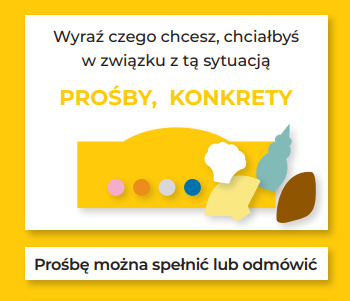 Wyraź czego chcesz, chciałbyś
w związku z tą sytuacją
PROŚBY, KONKRETY
Prośbę można spełnić lub odmówić